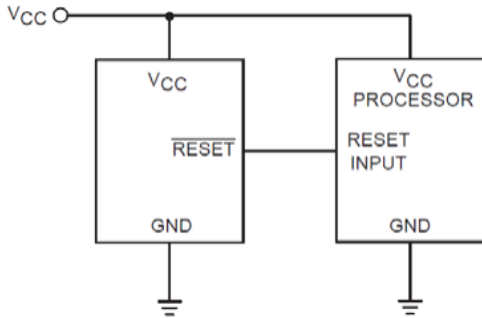 VCC
VCC
RESET
GND
VCC
PROCESSOR
RESET
INPUT
GND